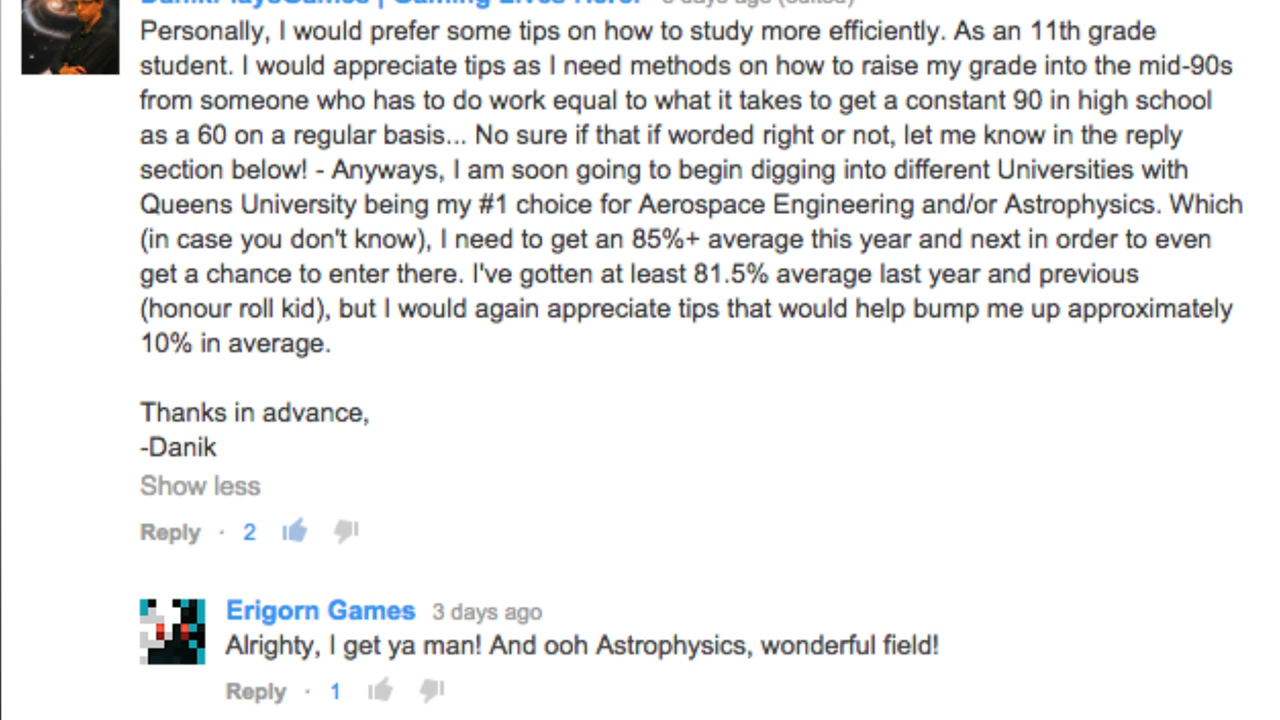 DanikPlaysGames | Gaming Lives Here! 3 days ago (edited)
Personally, I would prefer some tips on how to study more efficiently. As an 11th grade
student. I would appreciate tips as I need methods on how to raise my grade into the mid-90s
from someone who has to do work equal to what it takes to get a constant 90 in high school
as a 60 on a regular basis... No sure if that if worded right or not, let me know in the reply
section below! - Anyways, I am soon going to begin digging into different Universities with
Queens University being my #1 choice for Aerospace Engineering and/or Astrophysics. Which
(in case you don't know), I need to get an 85%+ average this year and next in order to even
get a chance to enter there. I've gotten at least 81.5% average last year and previous
(honour roll kid), but I would again appreciate tips that would help bump me up approximately
10% in average.
Thanks in advance,
-Danik
Show less
Reply · 2
Erigorn Games 3 days ago
Alrighty, I get ya man! And ooh Astrophysics, wonderful field!
Reply · 1